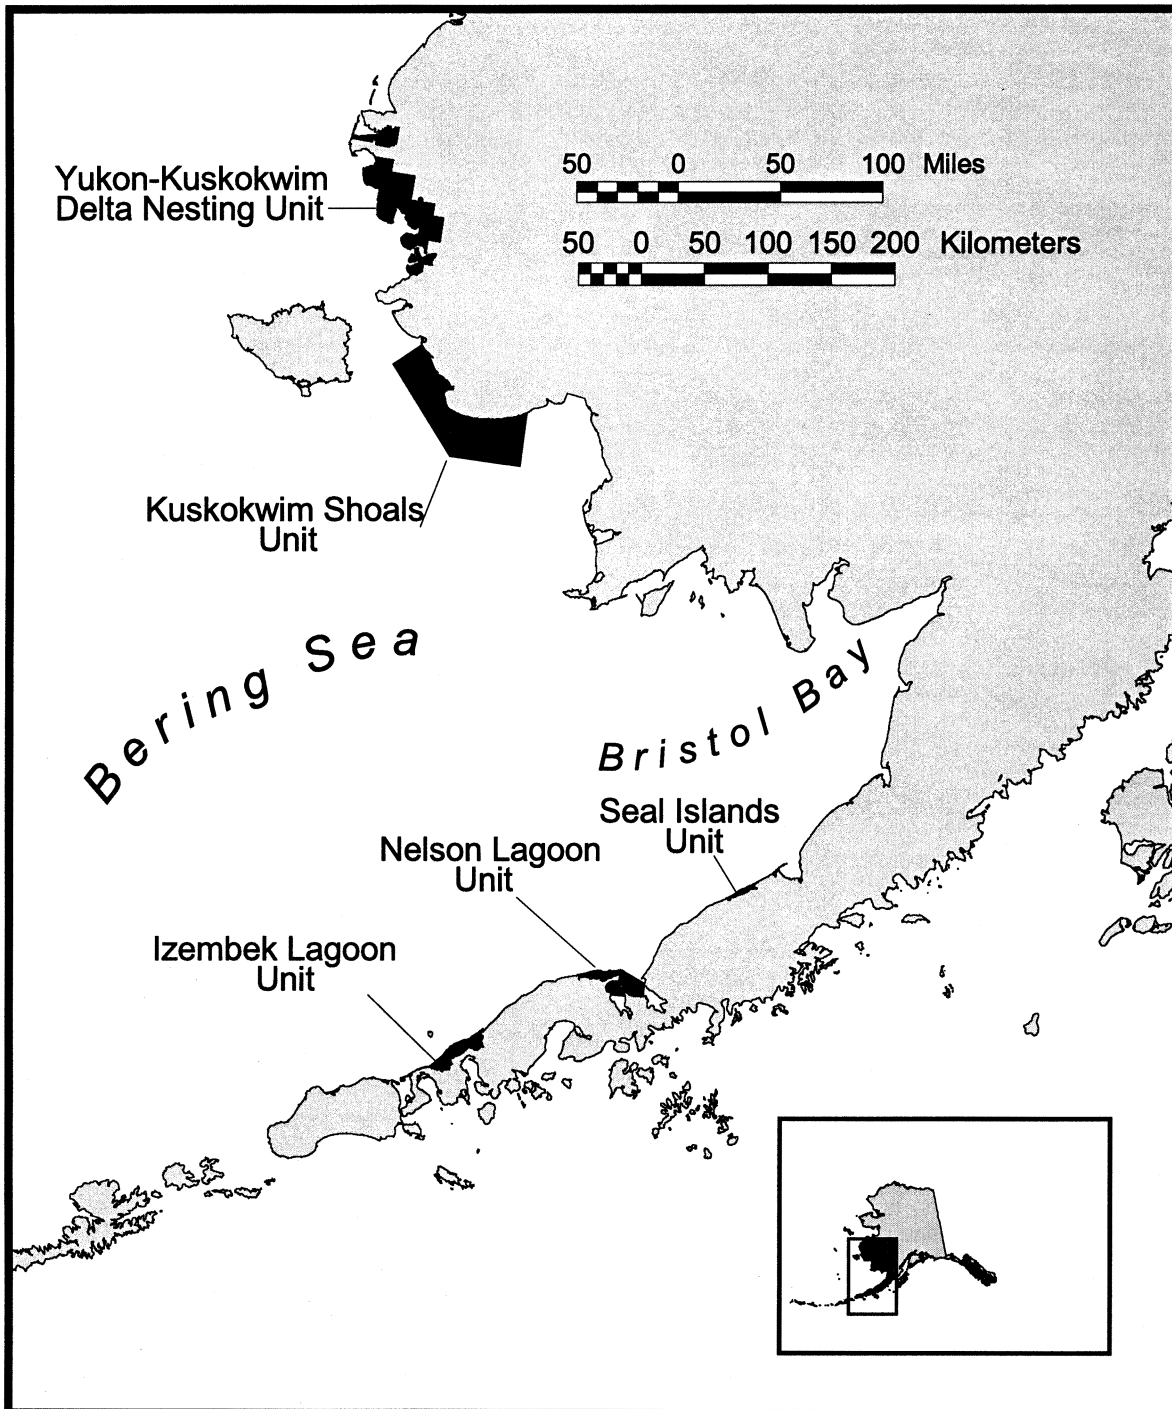 Yukon-Kuskokwim
Delta Nesting Unit
50 0 50 100 Miles
50 0 50 100 150 200 Kilometers
Kuskokwim Shoals
Unit
Bering Sea
Bristol Bay
Seal Islands
Unit
Nelson Lagoon
Unit
Izembek Lagoon
Unit